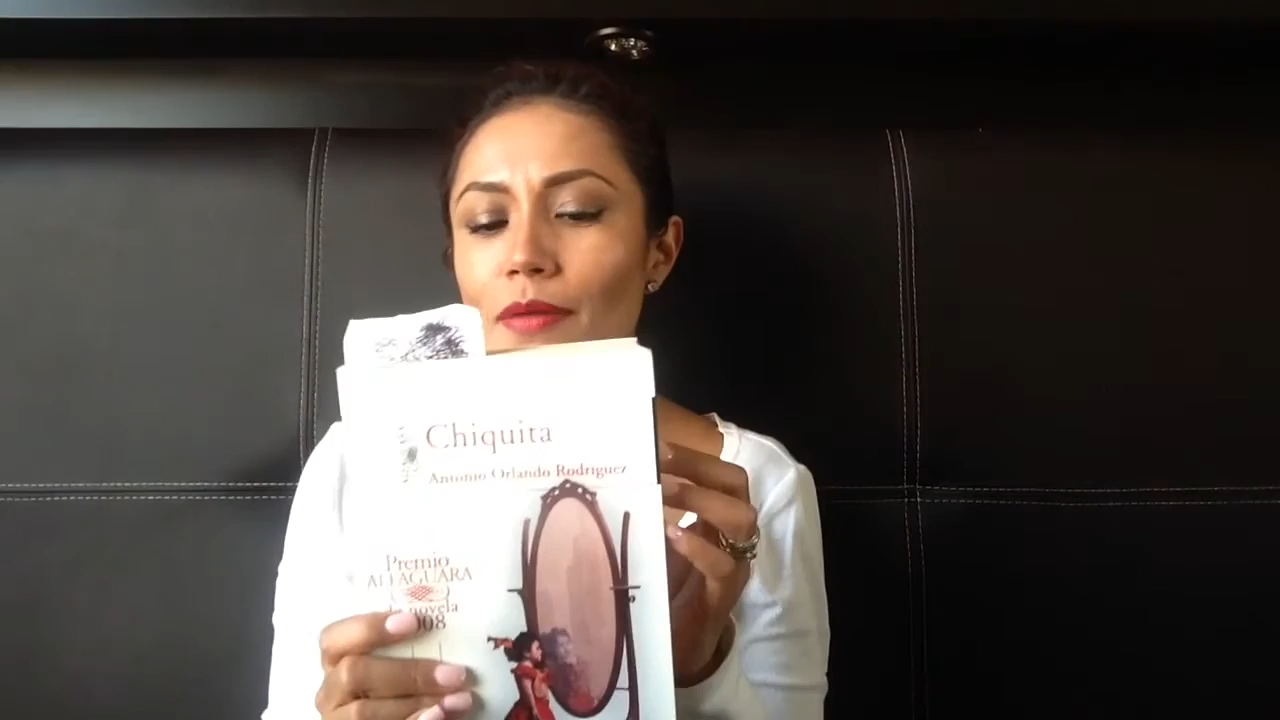 Chiquita
Antonio Orlando Rodríguez
Premio
ALFAGUARA
de novela
2008